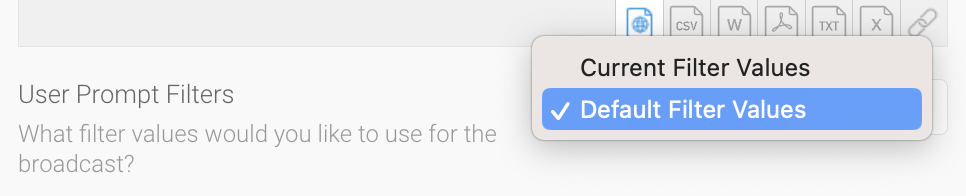 CSV W TXT X
Current Filter Values
User Prompt Filters
✓ Default Filter Values
What filter values would you like to use for the
broadcast?